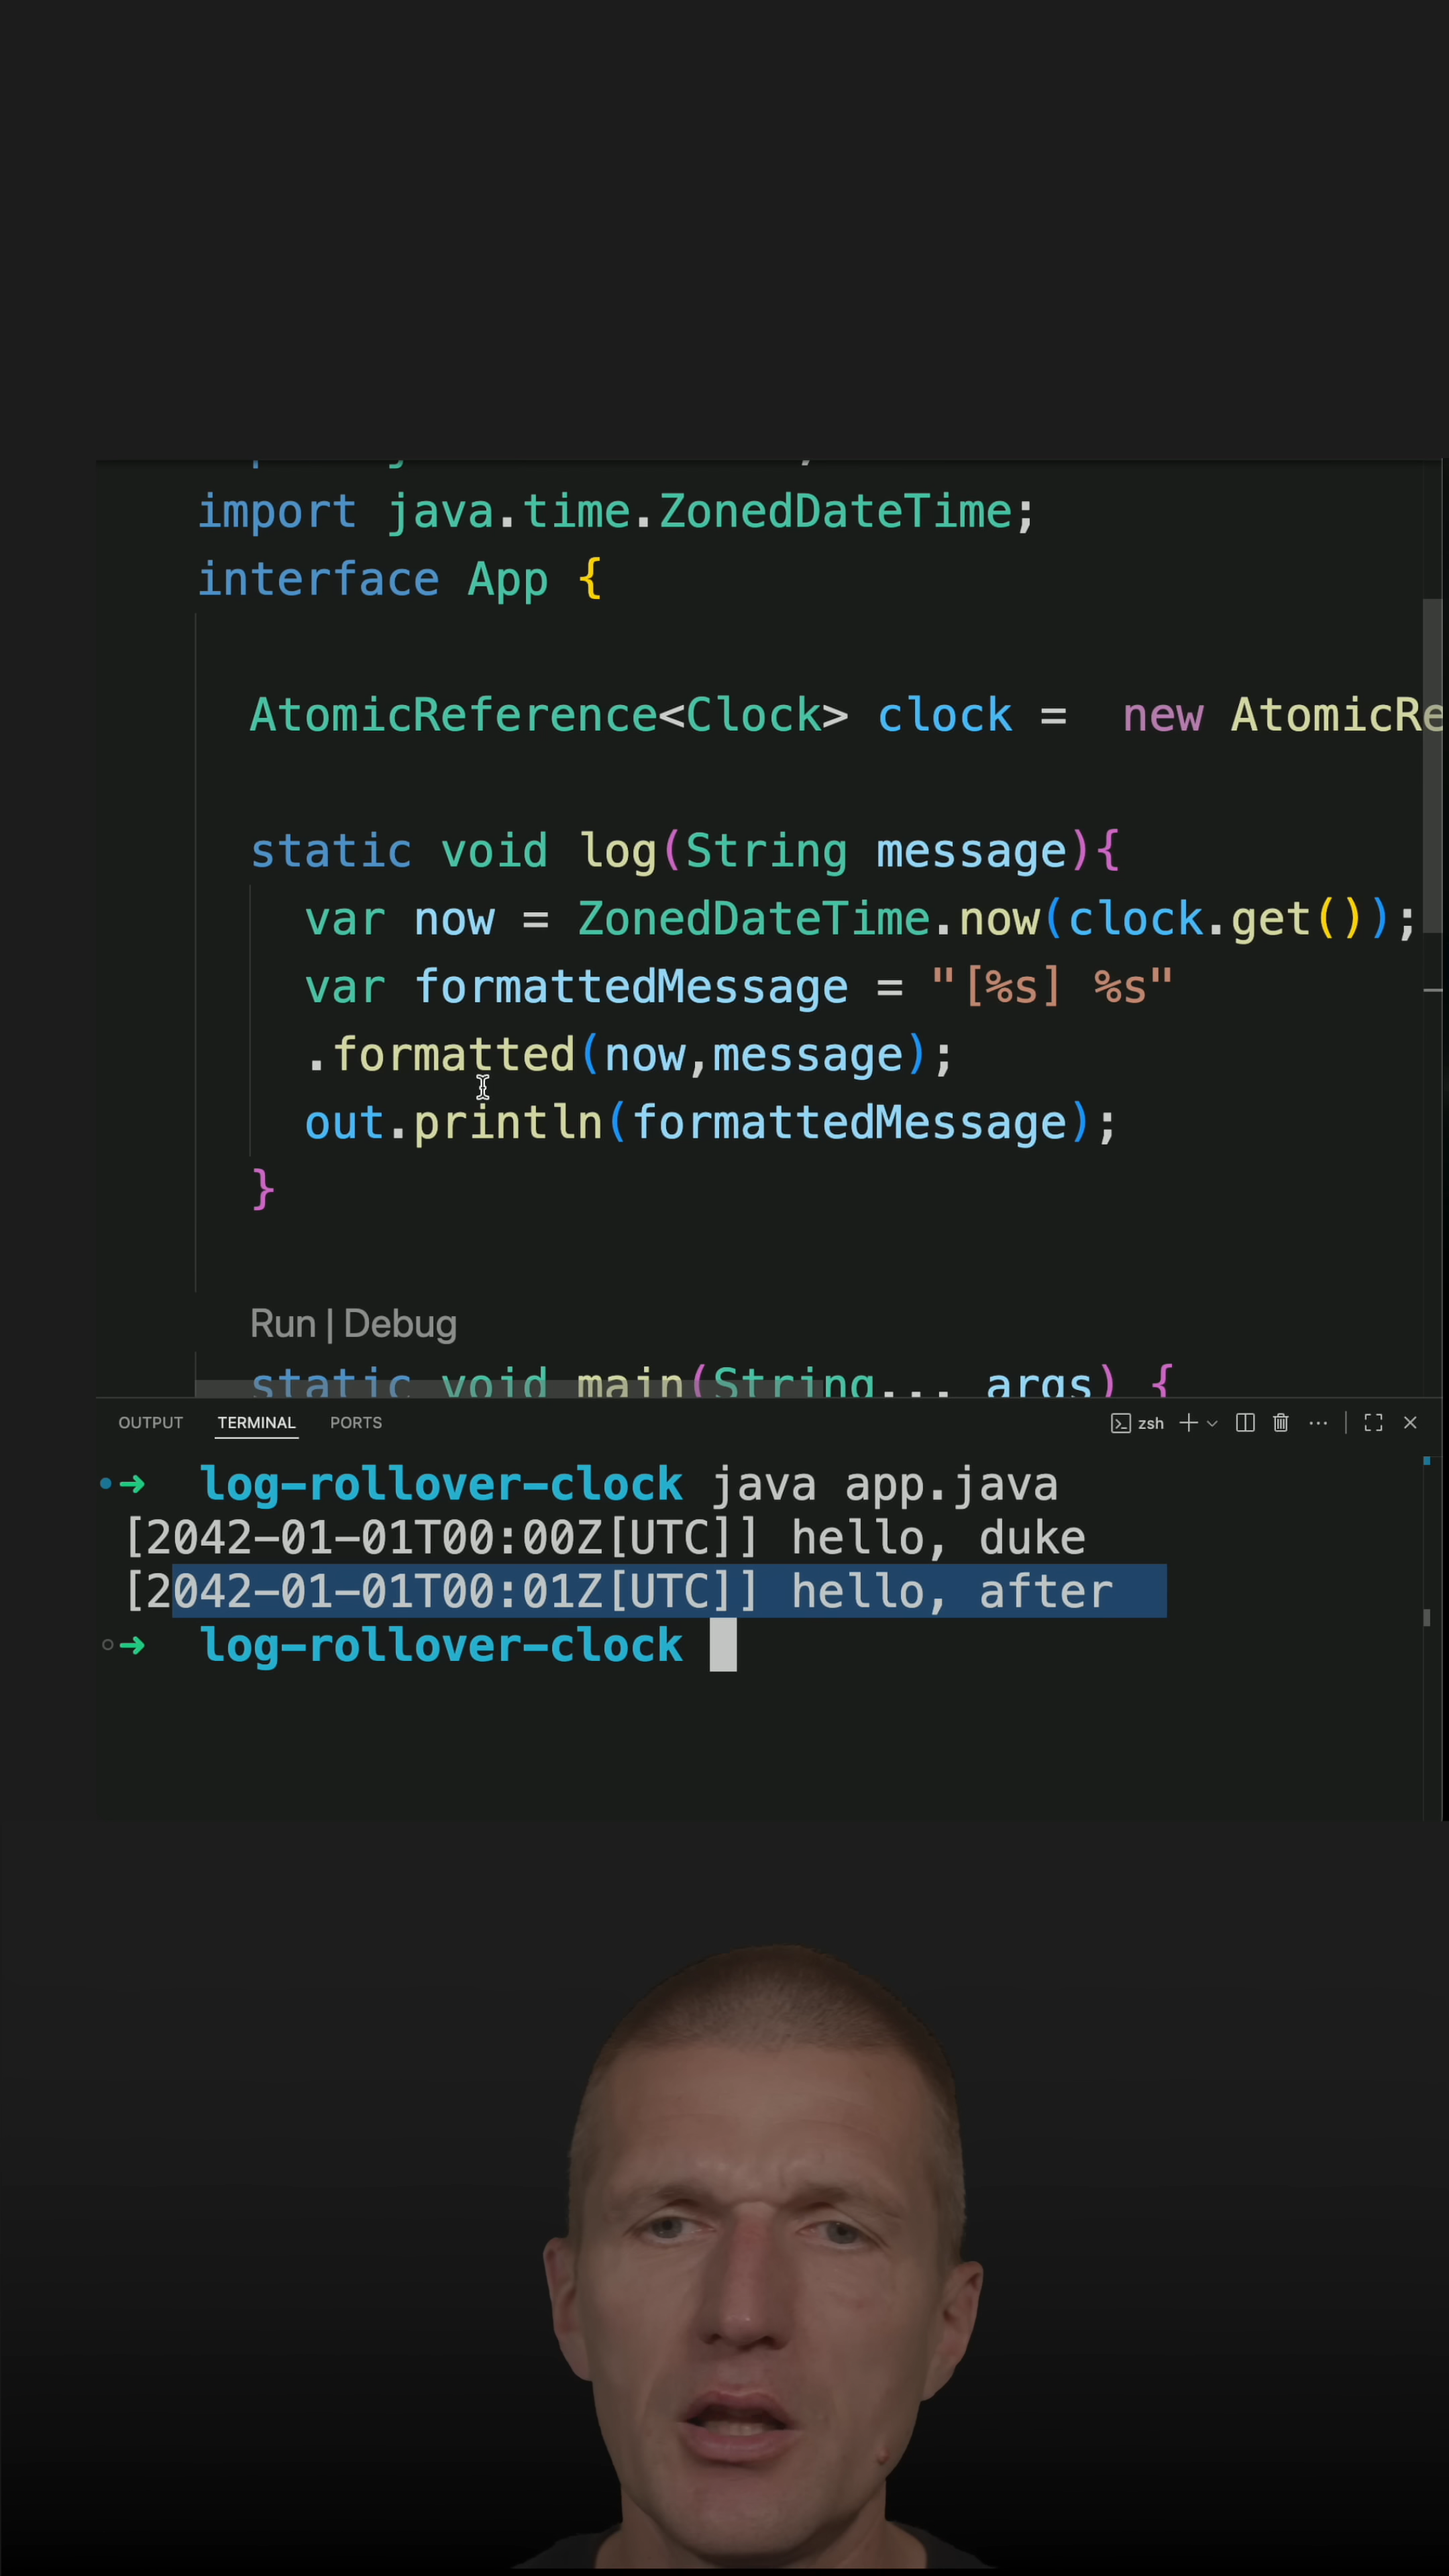 import java.time.ZonedDateTime;
interface App {
AtomicReference<Clock> clock =  new AtomicRe
static void log(String message){
var now = ZonedDateTime.now(clock.get());
var formattedMessage = "[%s] %s"
.formatted(now,message);
out.println(formattedMessage);
}
Run | Debug
static void main(String... args) {
OUTPUT TERMINAL PORTS zsh
log-rollover-clock java app.java
[2042-01-01T00:00Z[UTC]] hello, duke
[2042-01-01T00:01Z[UTC]] hello, after
log-rollover-clock